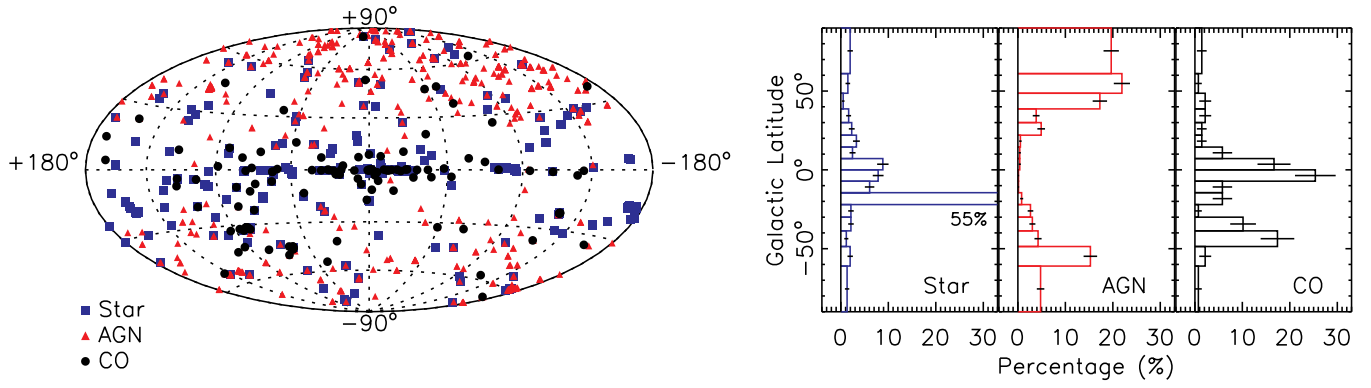 +90°
+180°
−180°
−90°
Star
AGN
CO
Galactic Latitude
50°
0°
−50°
55%
Star
AGN
CO
0 10 20 30 0 10 20 30 0 10 20 30
Percentage (%)